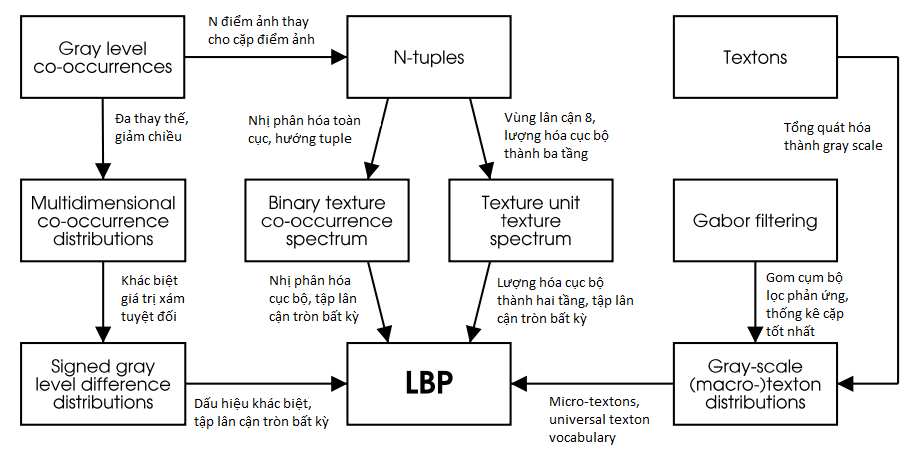 Gray level
co-occurrences
N điểm ảnh thay
cho cặp điểm ảnh
N-tuples
Textons
Đa thay thế,
giảm chiều
Nhị phân hóa toàn
cục, hướng tuple
Vùng lân cận 8,
lượng hóa cục bộ
thành ba tầng
Tổng quát hóa
thành gray scale
Multidimensional
co-occurrence
distributions
Binary texture
co-occurrence
spectrum
Texture unit
texture
spectrum
Gabor filtering
Khác biệt
giá trị xám
tuyệt đối
Nhị phân hóa
cục bộ, tập lân
cận tròn bất kỳ
Lượng hóa cục bộ
thành hai tầng, tập lân
cận tròn bất kỳ
Gom cụm bộ
lọc phản ứng,
thống kê cặp
tốt nhất
Signed gray
level difference
distributions
LBP
Gray-scale
(macro-)texton
distributions
Dấu hiệu khác biệt,
tập lân cận tròn bất kỳ
Micro-textons,
universal texton
vocabulary